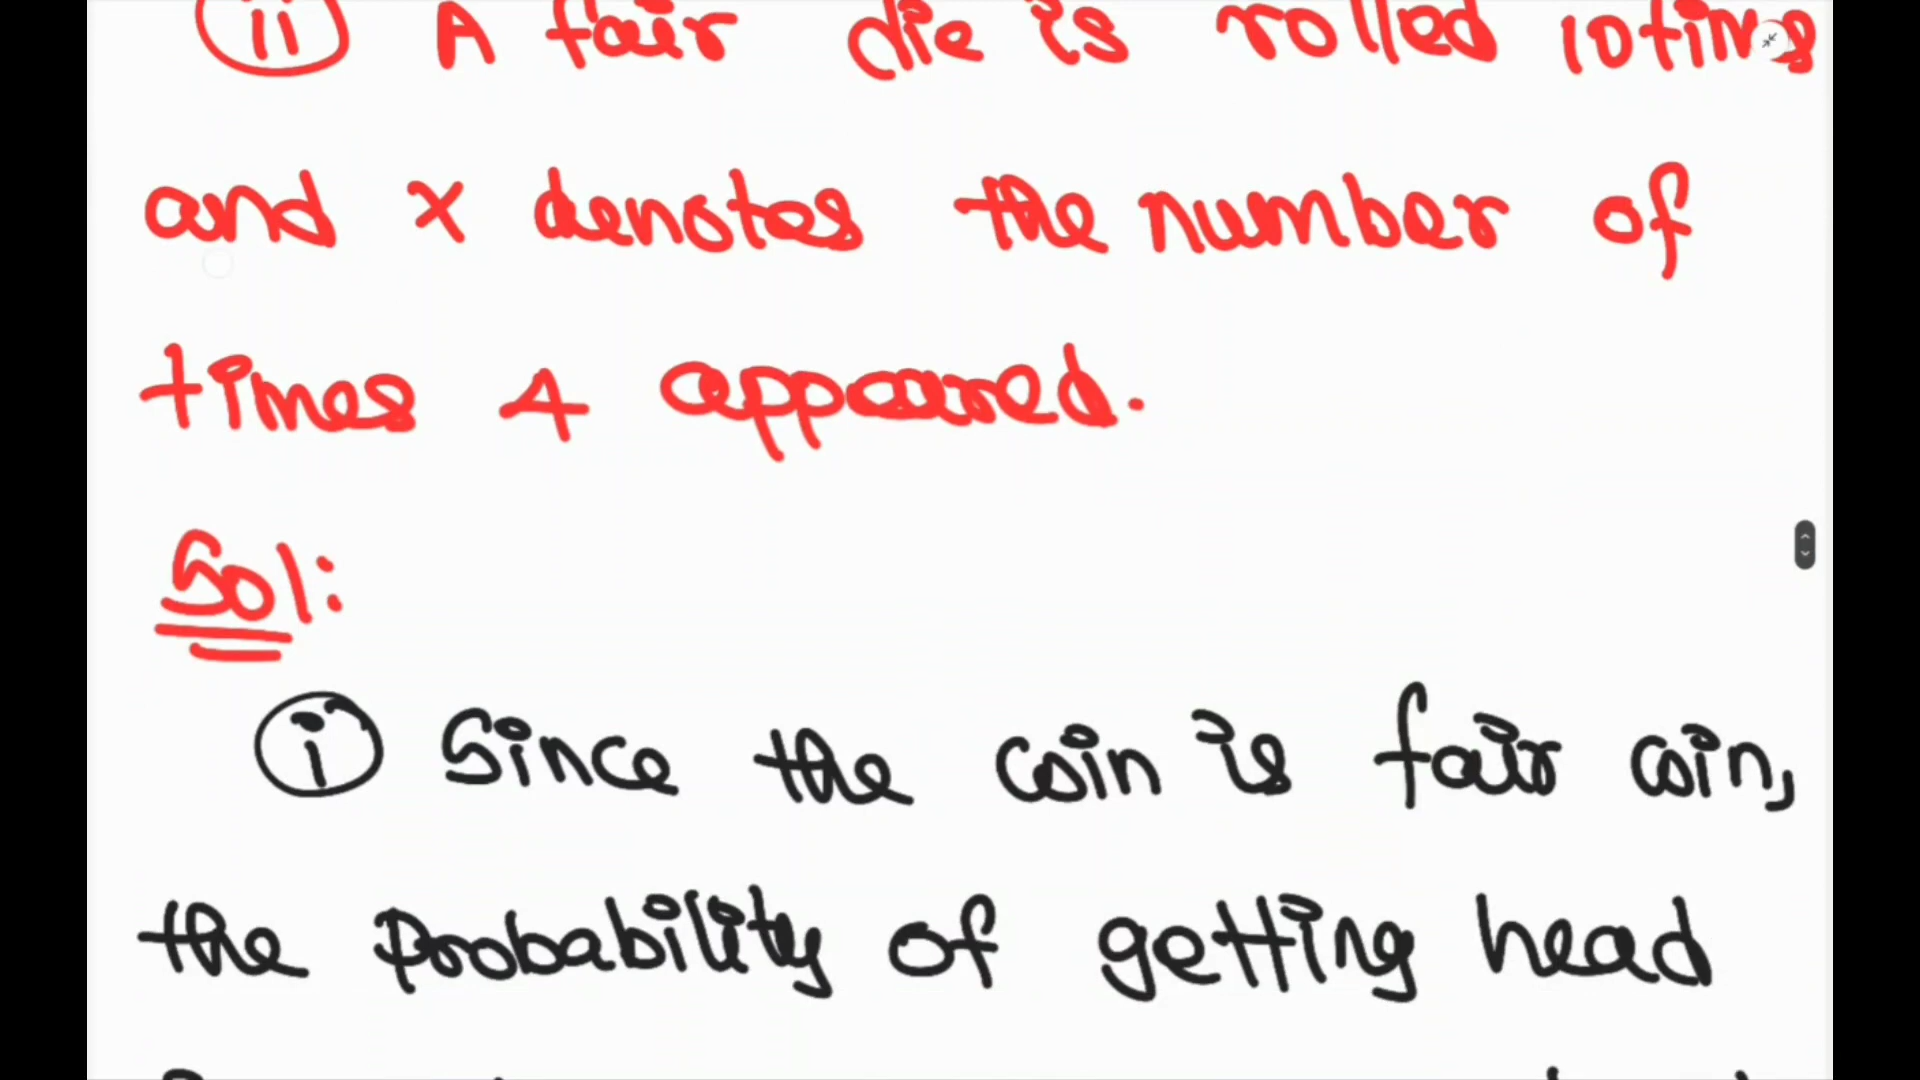 (ii) A fair die is rolled 10 times
and x denotes the number of
times 4 appeared.
Sol:
(i) Since the coin is fair coin,
the probability of getting head